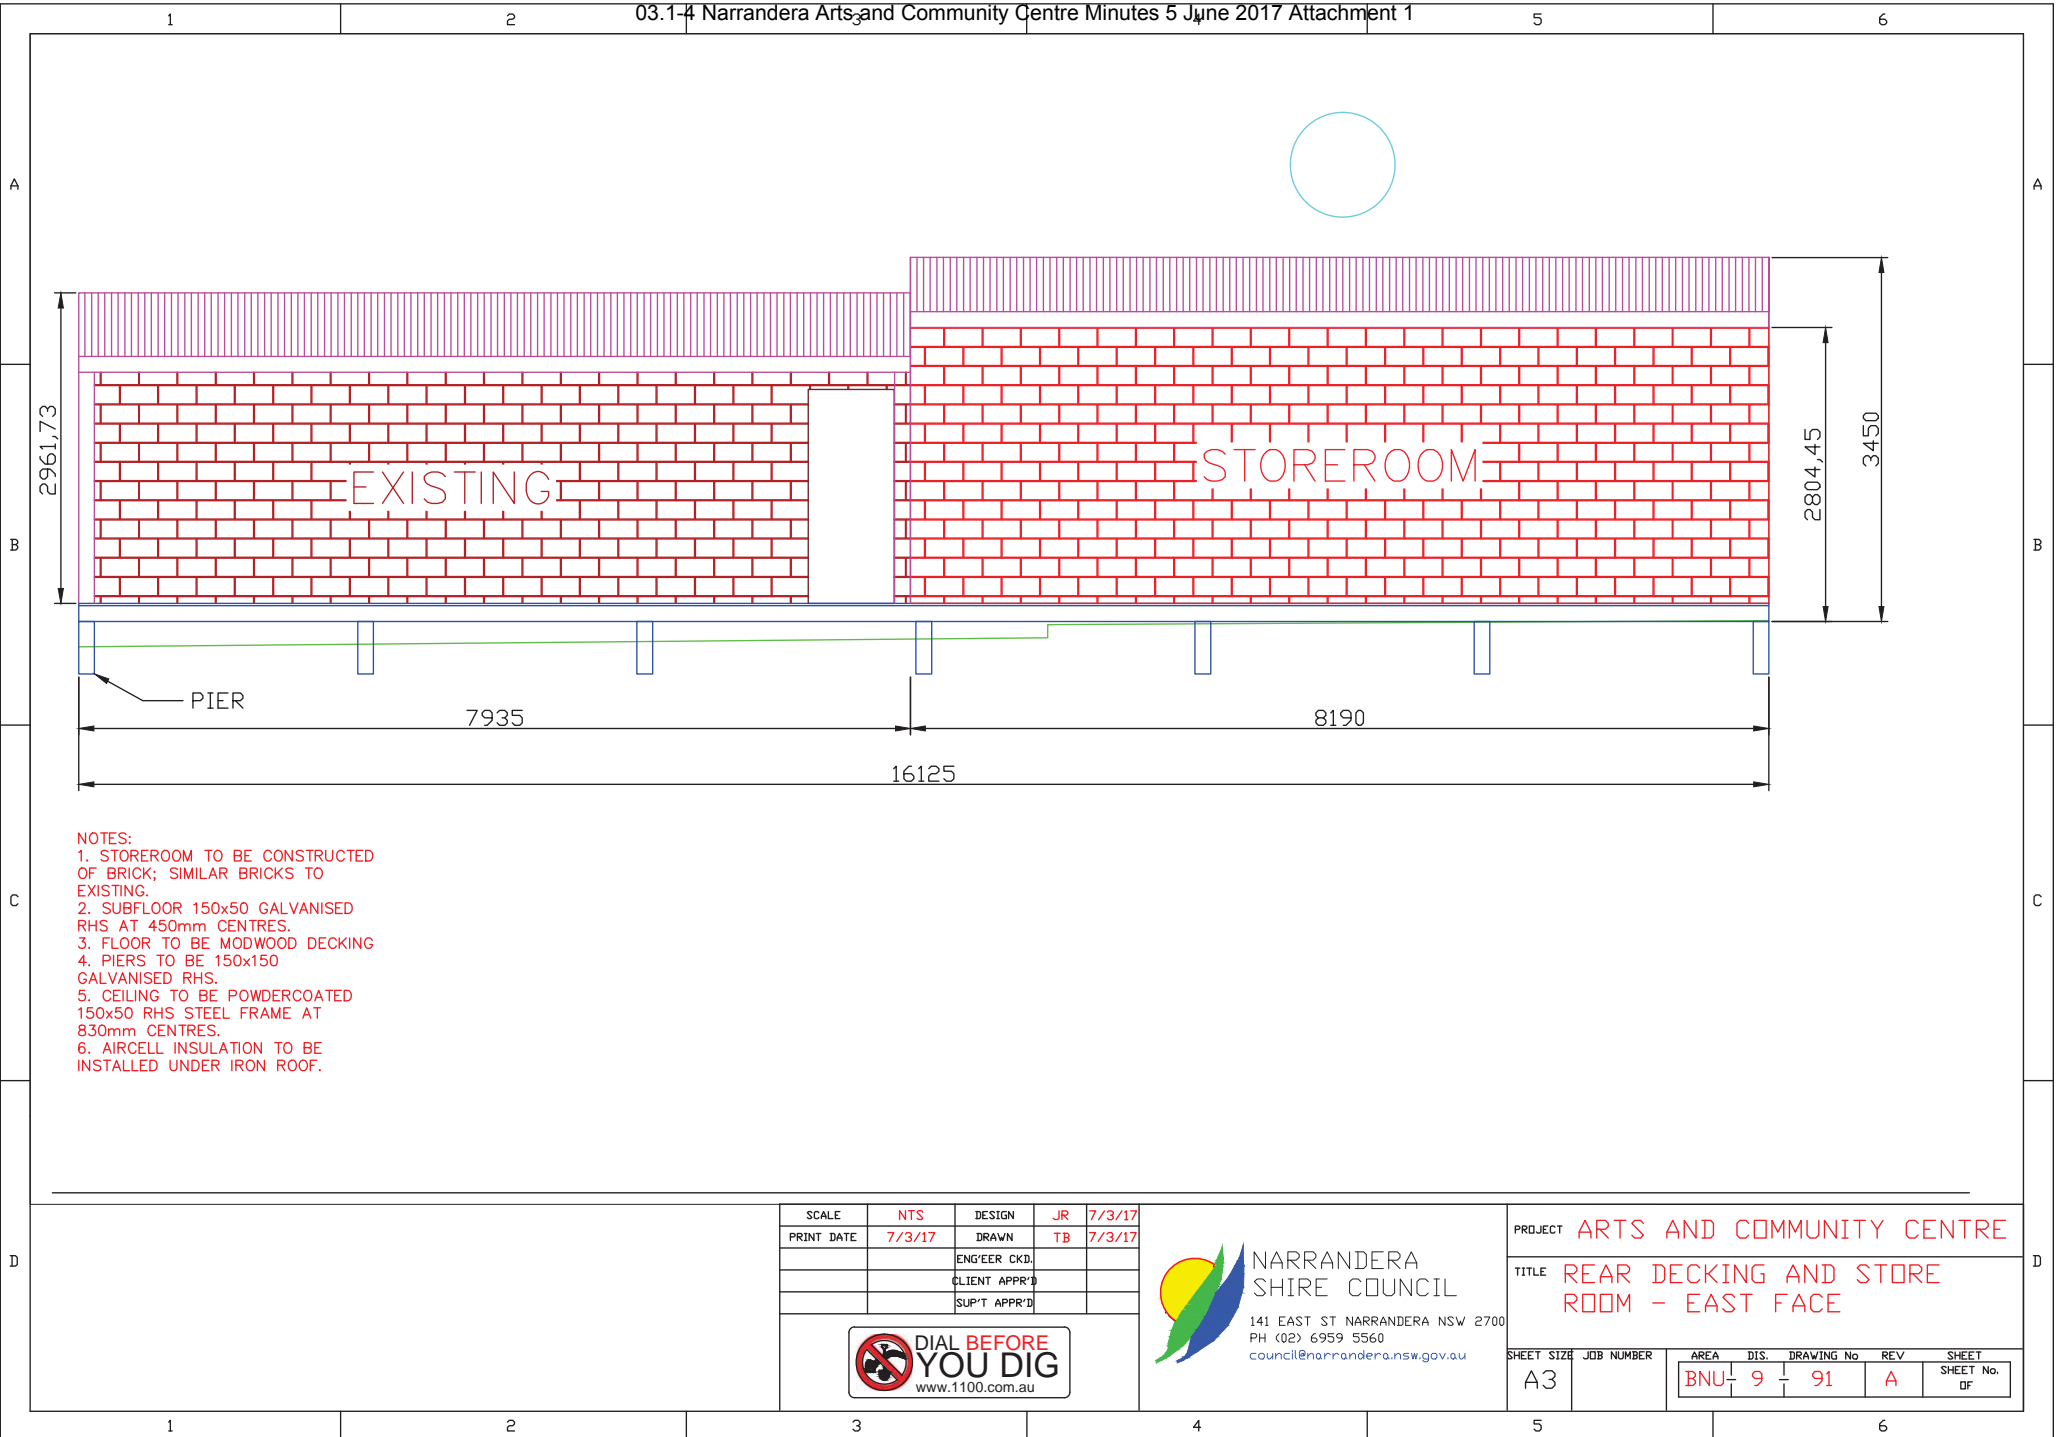 03.1-4 Narrandera Arts and Community Centre Minutes 5 June 2017 Attachment 1
1 2 3 4 5 6
A A
B B
C C
D D
2961,73
EXISTING
STOREROOM
2804,45
3450
PIER
7935
8190
16125
NOTES:
1. STOREROOM TO BE CONSTRUCTED
OF BRICK; SIMILAR BRICKS TO
EXISTING.
2. SUBFLOOR 150x50 GALVANISED
RHS AT 450mm CENTRES.
3. FLOOR TO BE MODWOOD DECKING
4. PIERS TO BE 150x150
GALVANISED RHS.
5. CEILING TO BE POWDERCOATED
150x50 RHS STEEL FRAME AT
830mm CENTRES.
6. AIRCELL INSULATION TO BE
INSTALLED UNDER IRON ROOF.
SCALE NTS DESIGN JR 7/3/17
PRINT DATE 7/3/17 DRAWN TB 7/3/17
ENG'EER CKD.
CLIENT APPR'D
SUP'T APPR'D
DIAL BEFORE
YOU DIG
www.1100.com.au
NARRANDERA
SHIRE COUNCIL
141 EAST ST NARRANDERA NSW 2700
PH (02) 6959 5560
council@narrandera.nsw.gov.au
PROJECT ARTS AND COMMUNITY CENTRE
TITLE REAR DECKING AND STORE
ROOM - EAST FACE
SHEET SIZE JOB NUMBER AREA DIS. DRAWING No REV SHEET
A3 BNU- 9 - 91 A SHEET No.
OF
1 2 3 4 5 6